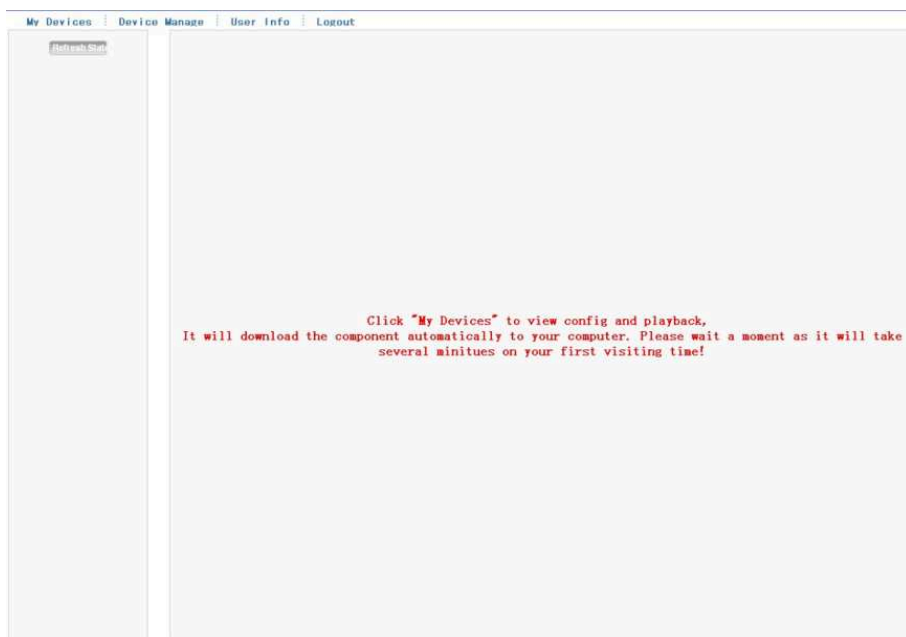 My Devices Device Manage User Info Logout
Refresh State
Click "My Devices" to view config and playback,
It will download the component automatically to your computer. Please wait a moment as it will take
several minitues on your first visiting time!